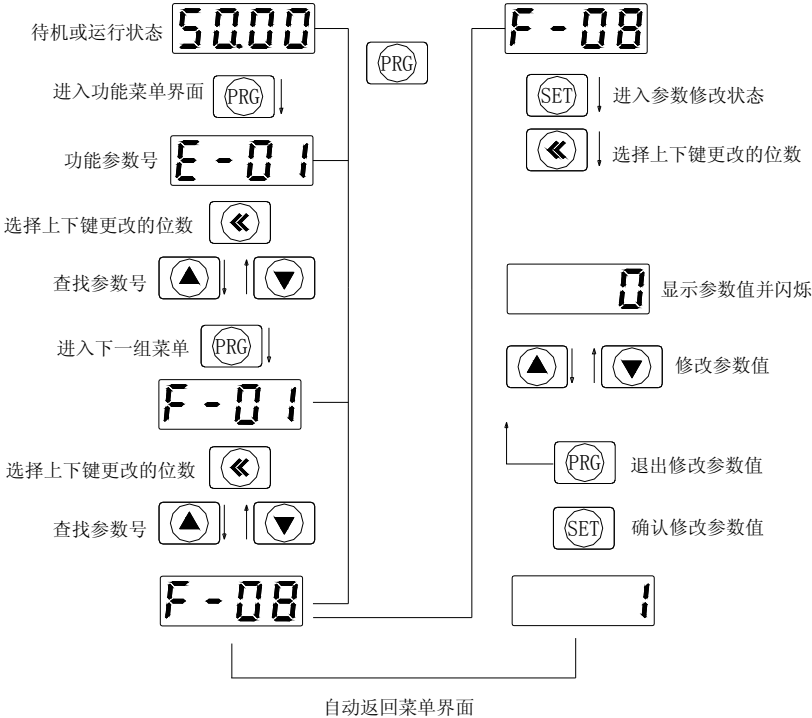 待机或运行状态 50.00
PRG
进入功能菜单界面 PRG
功能参数号 E-01
选择上下键更改的位数
查找参数号
进入下一组菜单 PRG
F-01
选择上下键更改的位数
查找参数号
F-08
F-08
SET 进入参数修改状态
选择上下键更改的位数
0 显示参数值并闪烁
修改参数值
PRG 退出修改参数值
SET 确认修改参数值
1
自动返回菜单界面